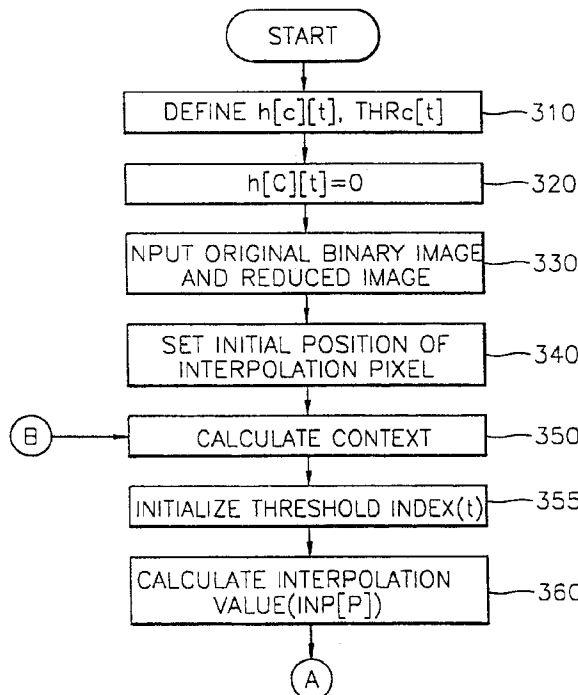 START
DEFINE h[c][t], THRc[t]
310
h[C][t]=0
320
NPUT ORIGINAL BINARY IMAGE
AND REDUCED IMAGE
330
SET INITIAL POSITION OF
INTERPOLATION PIXEL
340
B
CALCULATE CONTEXT
350
INITIALIZE THRESHOLD INDEX(t)
355
CALCULATE INTERPOLATION
VALUE(INP[P])
360
A